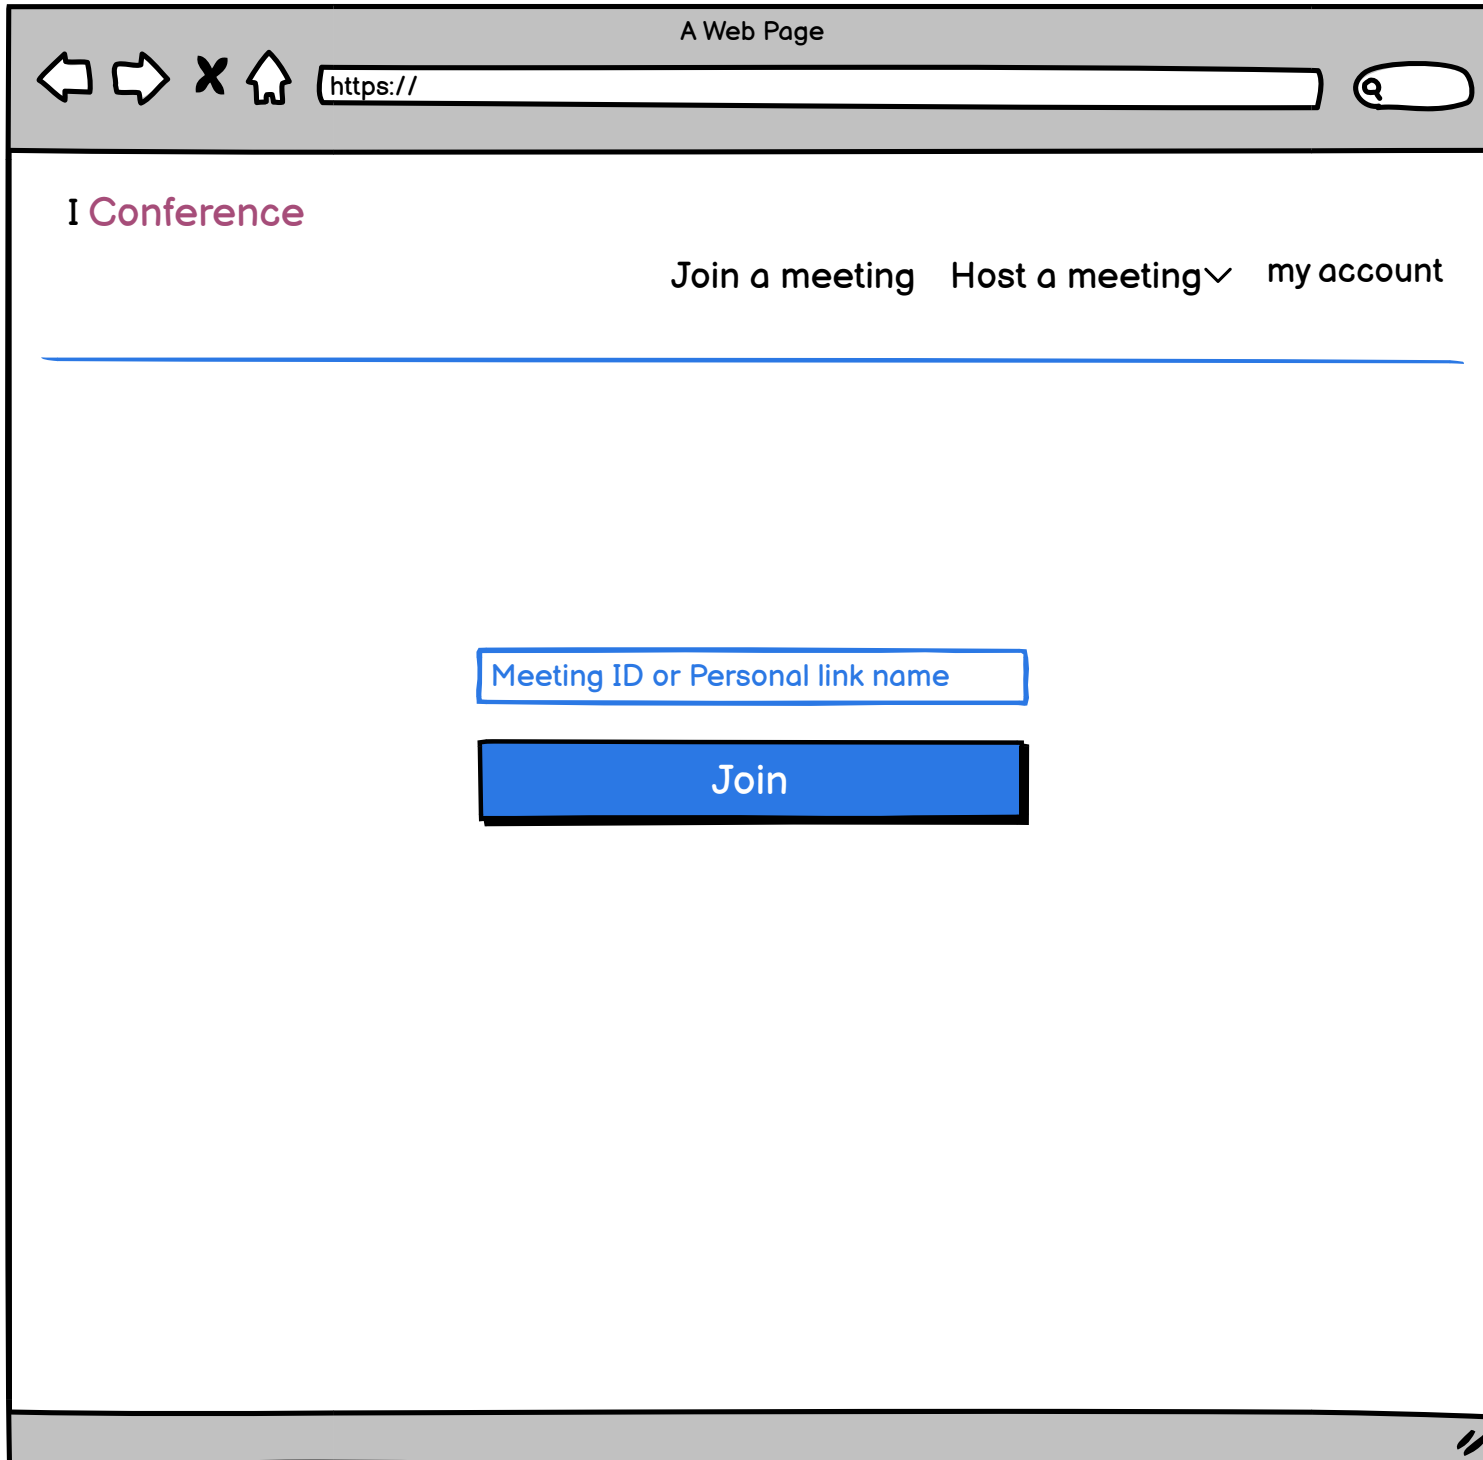 A Web Page
https://
I Conference
Join a meeting Host a meeting my account
Meeting ID or Personal link name
Join